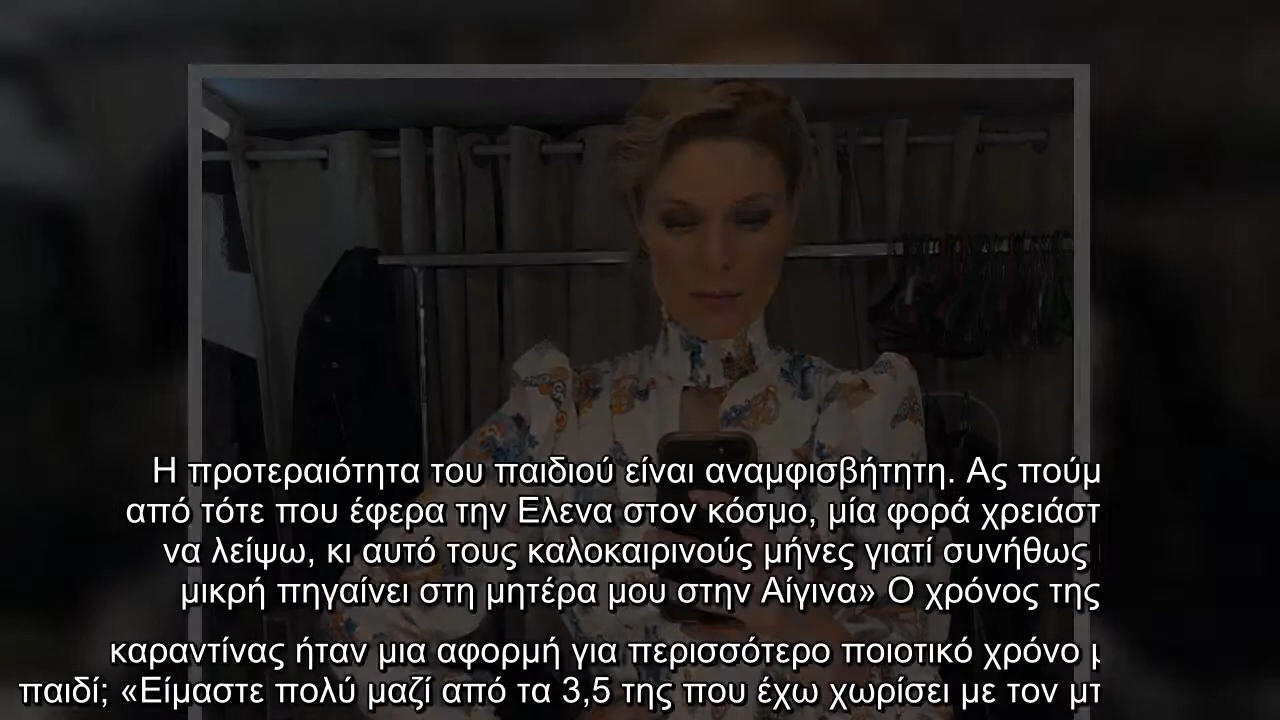 Η προτεραιότητα του παιδιού είναι αναμφισβήτητη. Ας
από τότε που έφερα την Ελενα στον κόσμο, μία φορά
να λείψω, κι αυτό τους καλοκαιρινούς μήνες γιατί συνήθως
μικρή πηγαίνει στη μητέρα μου στην Αίγινα» Ο χρόνος της
καραντίνας ήταν μια αφορμή για περισσότερο ποιοτικό χρόνο
παιδί; «Είμαστε πολύ μαζί από τα 3,5 της που έχω χωρίσει με τον